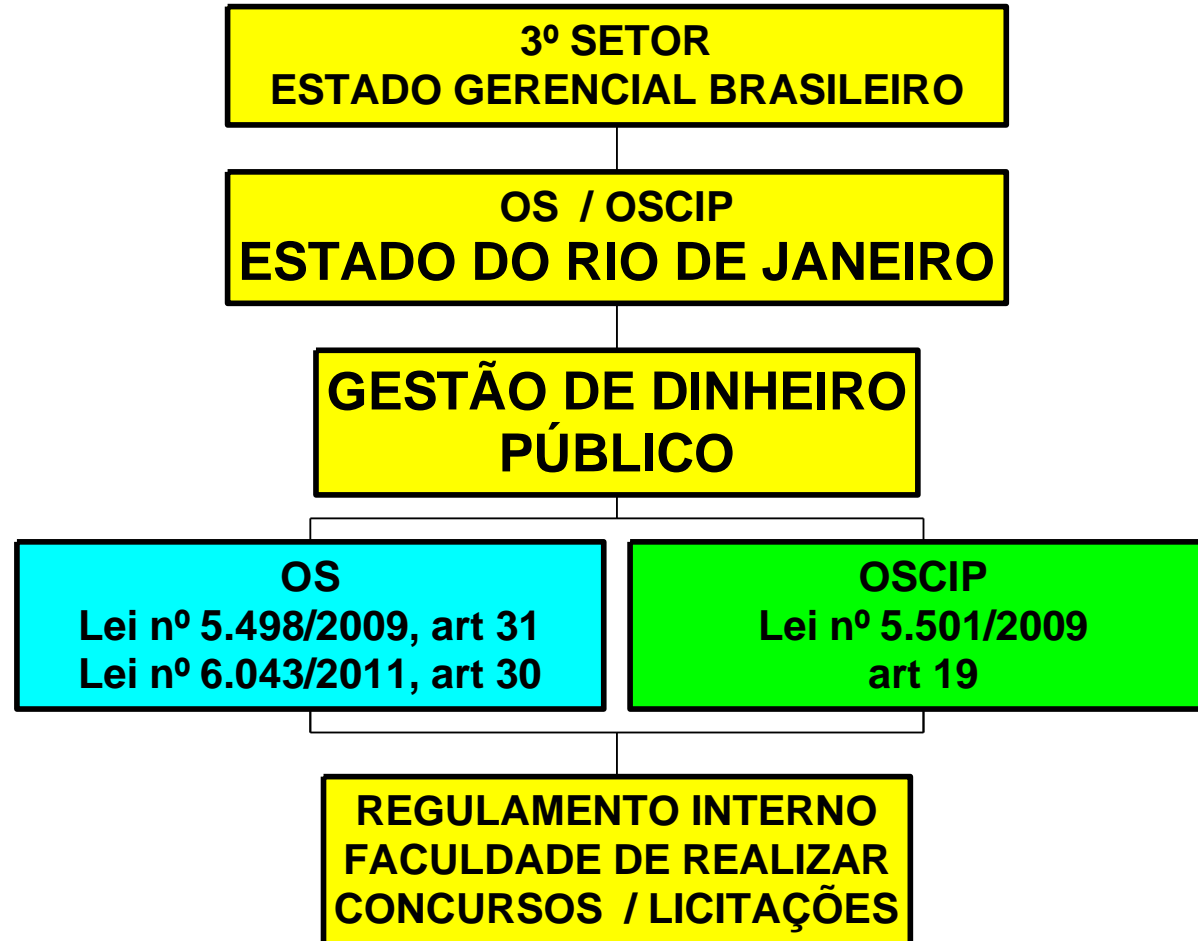 3º SETOR
ESTADO GERENCIAL BRASILEIRO
OS / OSCIP
ESTADO DO RIO DE JANEIRO
GESTÃO DE DINHEIRO
PÚBLICO
OS
Lei nº 5.498/2009, art 31
Lei nº 6.043/2011, art 30
OSCIP
Lei nº 5.501/2009
art 19
REGULAMENTO INTERNO
FACULDADE DE REALIZAR
CONCURSOS / LICITAÇÕES